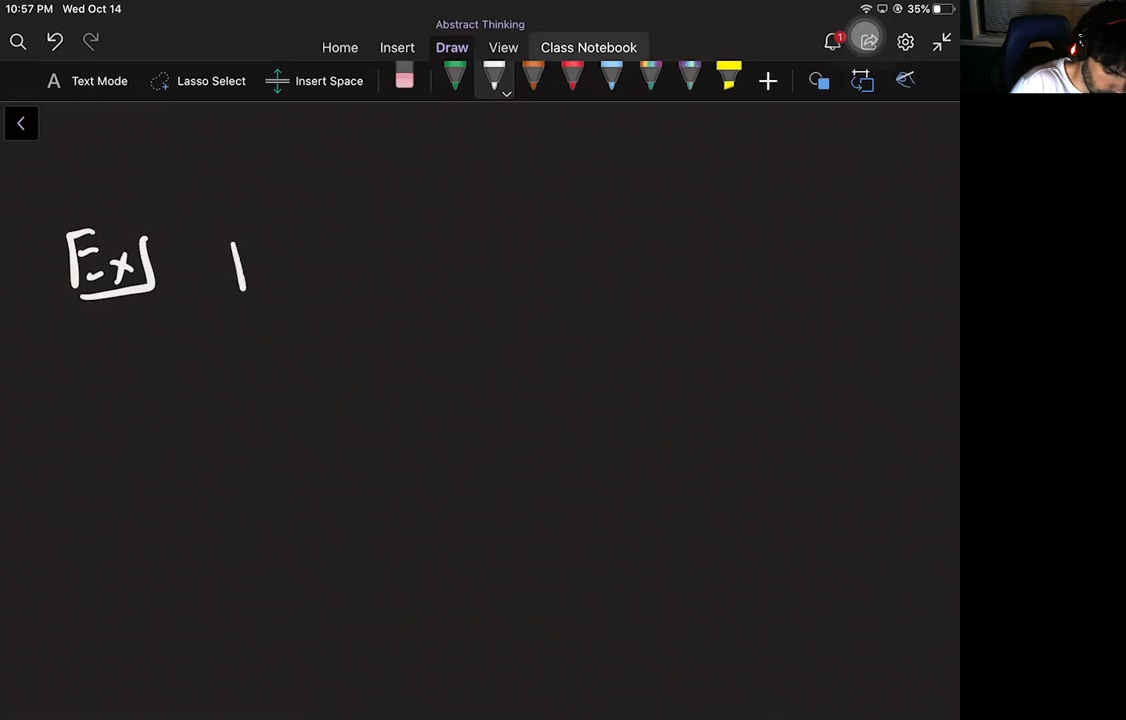 10:57 PM Wed Oct 14 35%
Abstract Thinking
1
Home Insert Draw View Class Notebook
A Text Mode Lasso Select Insert Space
Ex 1